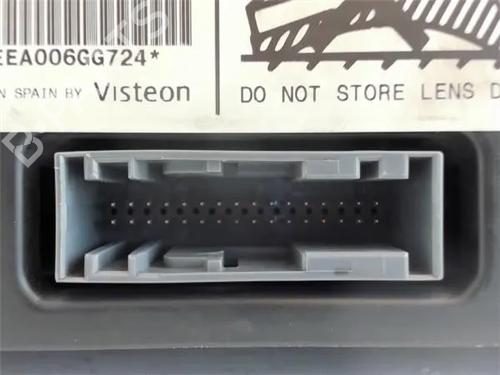 EEA006GG724*
N SPAIN BY Visteon
DO NOT STORE LENS D